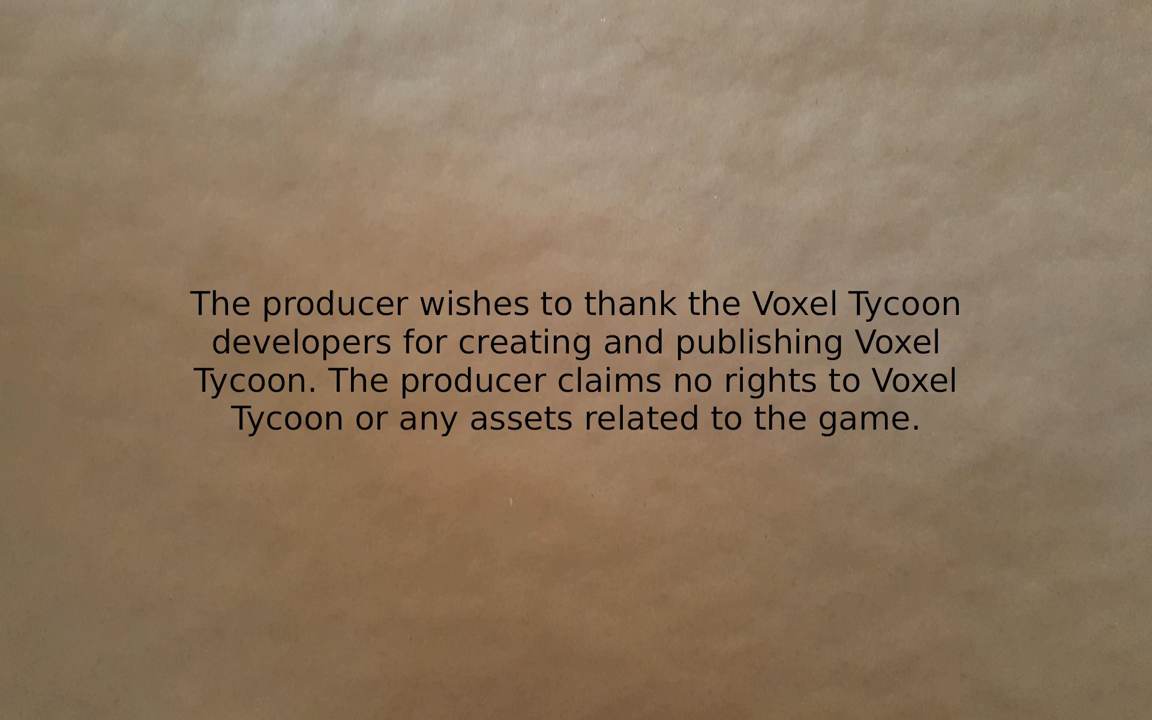 The producer wishes to thank the Voxel Tycoon
developers for creating and publishing Voxel
Tycoon. The producer claims no rights to Voxel
Tycoon or any assets related to the game.